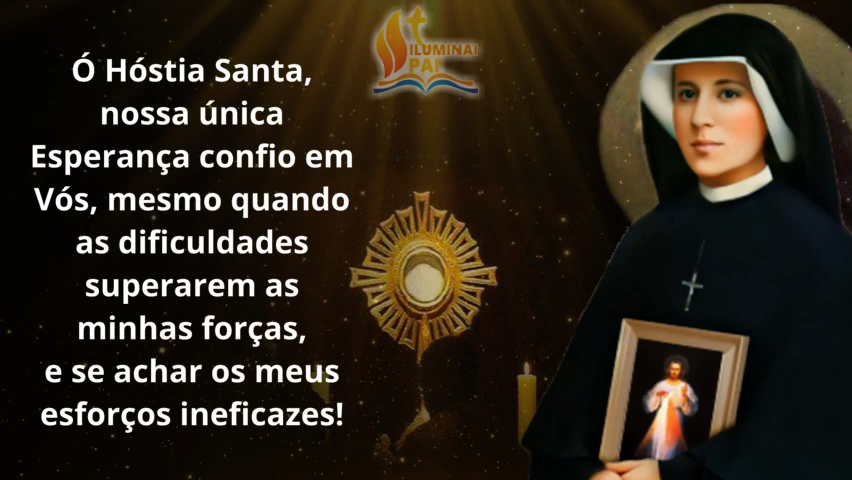 Ó Hóstia Santa,
nossa única
Esperança confio em
Vós, mesmo quando
as dificuldades
superarem as
minhas forças,
e se achar os meus
esforços ineficazes!
ILUMINAI
PAI